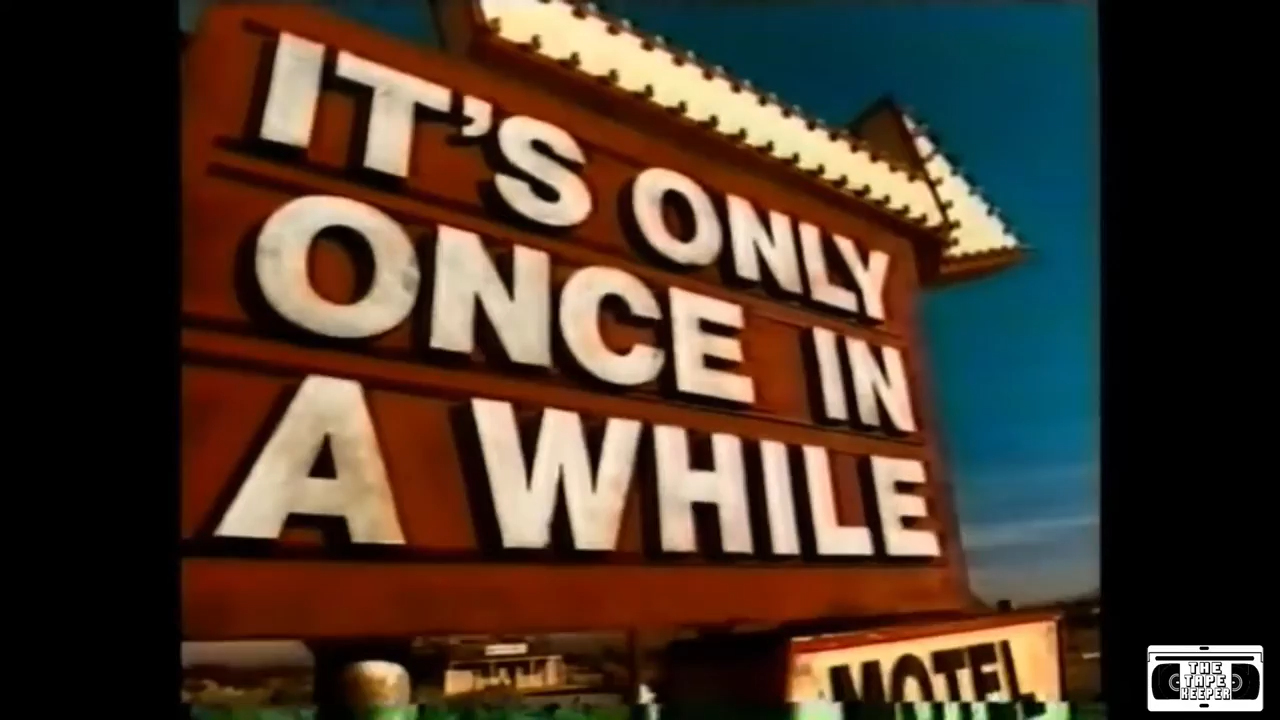 IT'S ONLY
ONCE IN
A WHILE
MOTEL
THE
TAPE
KEEPER